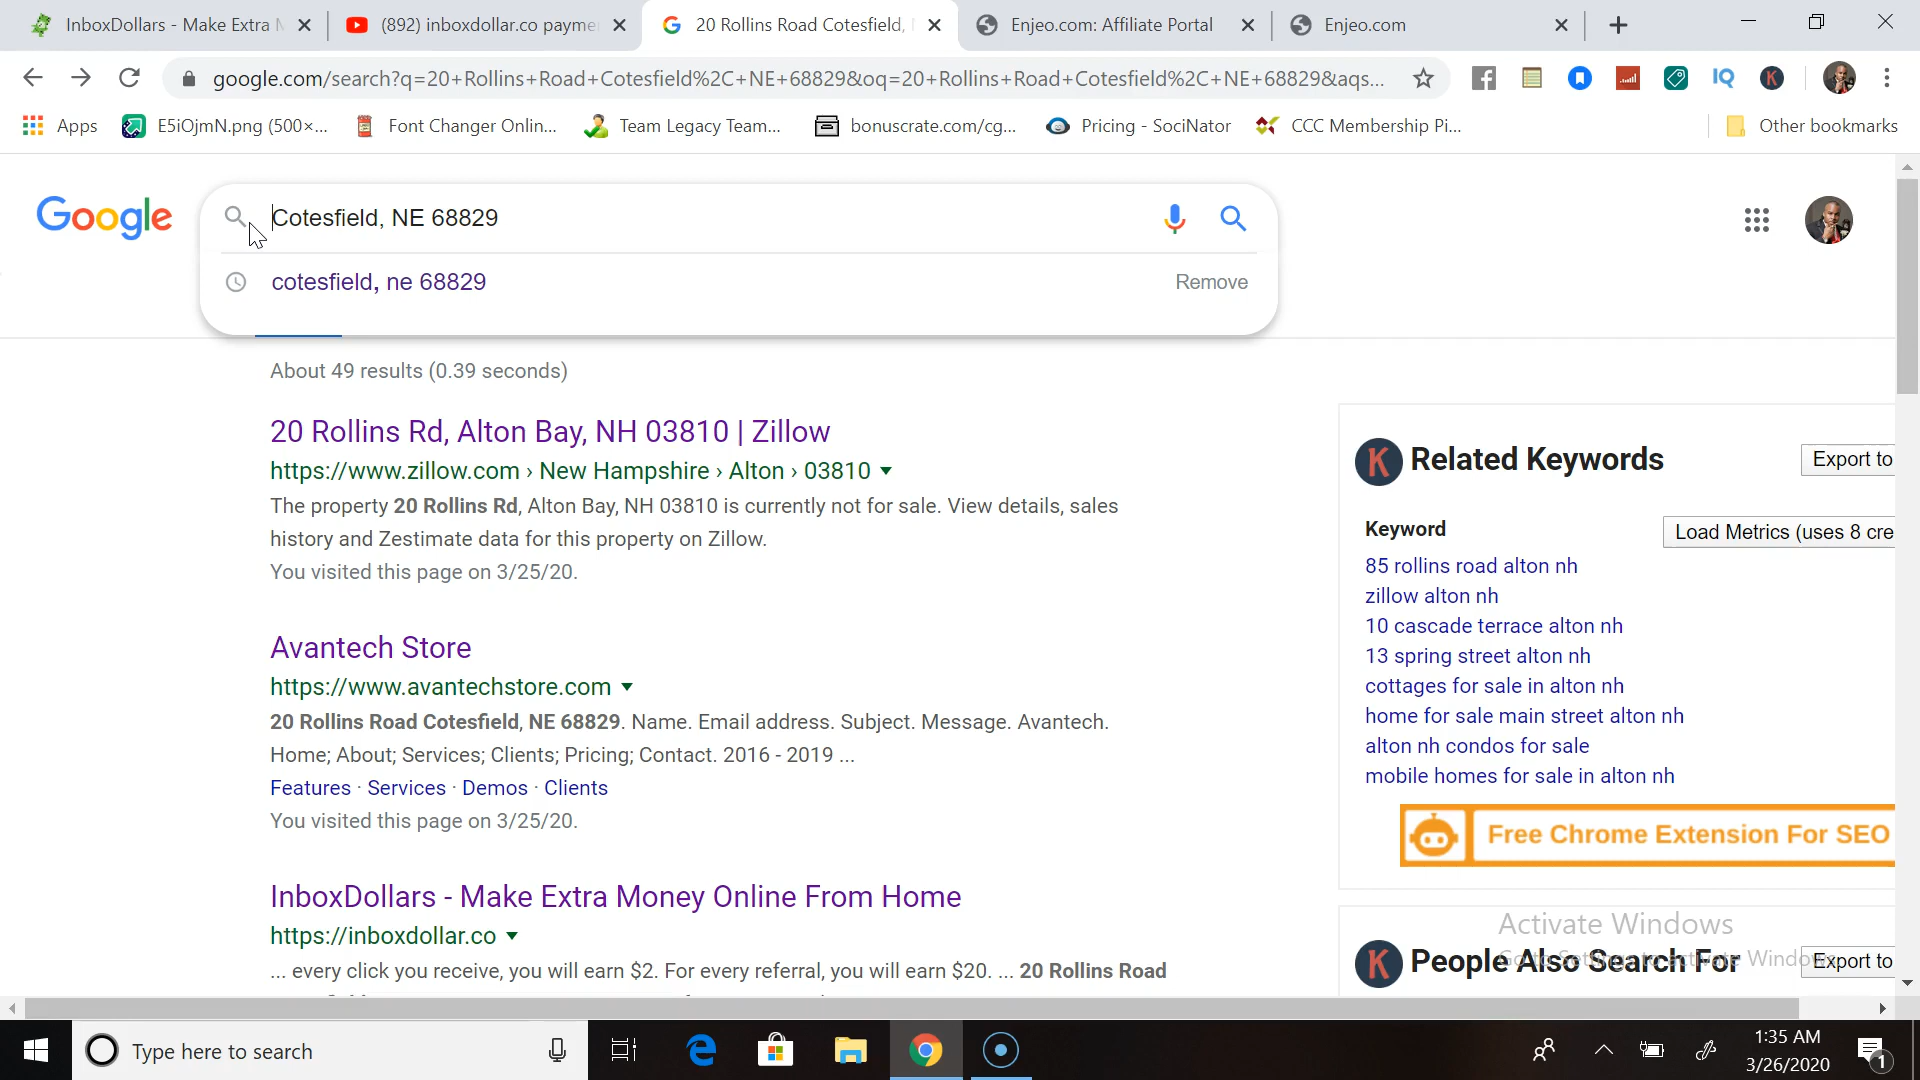 InboxDollars - Make Extra M
(892) inboxdollar.co payme
20 Rollins Road Cotesfield,
Enjeo.com: Affiliate Portal
Enjeo.com
google.com/search?q=20+Rollins+Road+Cotesfield%2C+NE+68829&oq=20+Rollins+Road+Cotesfield%2C+NE+68829&aqs...
Apps
E5iOjmN.png (500×...
Font Changer Onlin...
Team Legacy Team...
bonuscrate.com/cg...
Pricing - SociNator
CCC Membership Pi...
Other bookmarks
Google
Cotesfield, NE 68829
cotesfield, ne 68829
Remove
About 49 results (0.39 seconds)
20 Rollins Rd, Alton Bay, NH 03810 | Zillow
https://www.zillow.com › New Hampshire › Alton › 03810
The property 20 Rollins Rd, Alton Bay, NH 03810 is currently not for sale. View details, sales
history and Zestimate data for this property on Zillow.
You visited this page on 3/25/20.
Avantech Store
https://www.avantechstore.com
20 Rollins Road Cotesfield, NE 68829. Name. Email address. Subject. Message. Avantech.
Home; About; Services; Clients; Pricing; Contact. 2016 - 2019 ...
Features · Services · Demos · Clients
You visited this page on 3/25/20.
InboxDollars - Make Extra Money Online From Home
https://inboxdollar.co
... every click you receive, you will earn $2. For every referral, you will earn $20. ... 20 Rollins Road
K Related Keywords
Export to
Keyword
Load Metrics (uses 8 cre
85 rollins road alton nh
zillow alton nh
10 cascade terrace alton nh
13 spring street alton nh
cottages for sale in alton nh
home for sale main street alton nh
alton nh condos for sale
mobile homes for sale in alton nh
Free Chrome Extension For SEO
Activate Windows
Go to Settings to activate Windows.
K People Also Search For
Export to
Type here to search
1:35 AM
3/26/2020
1